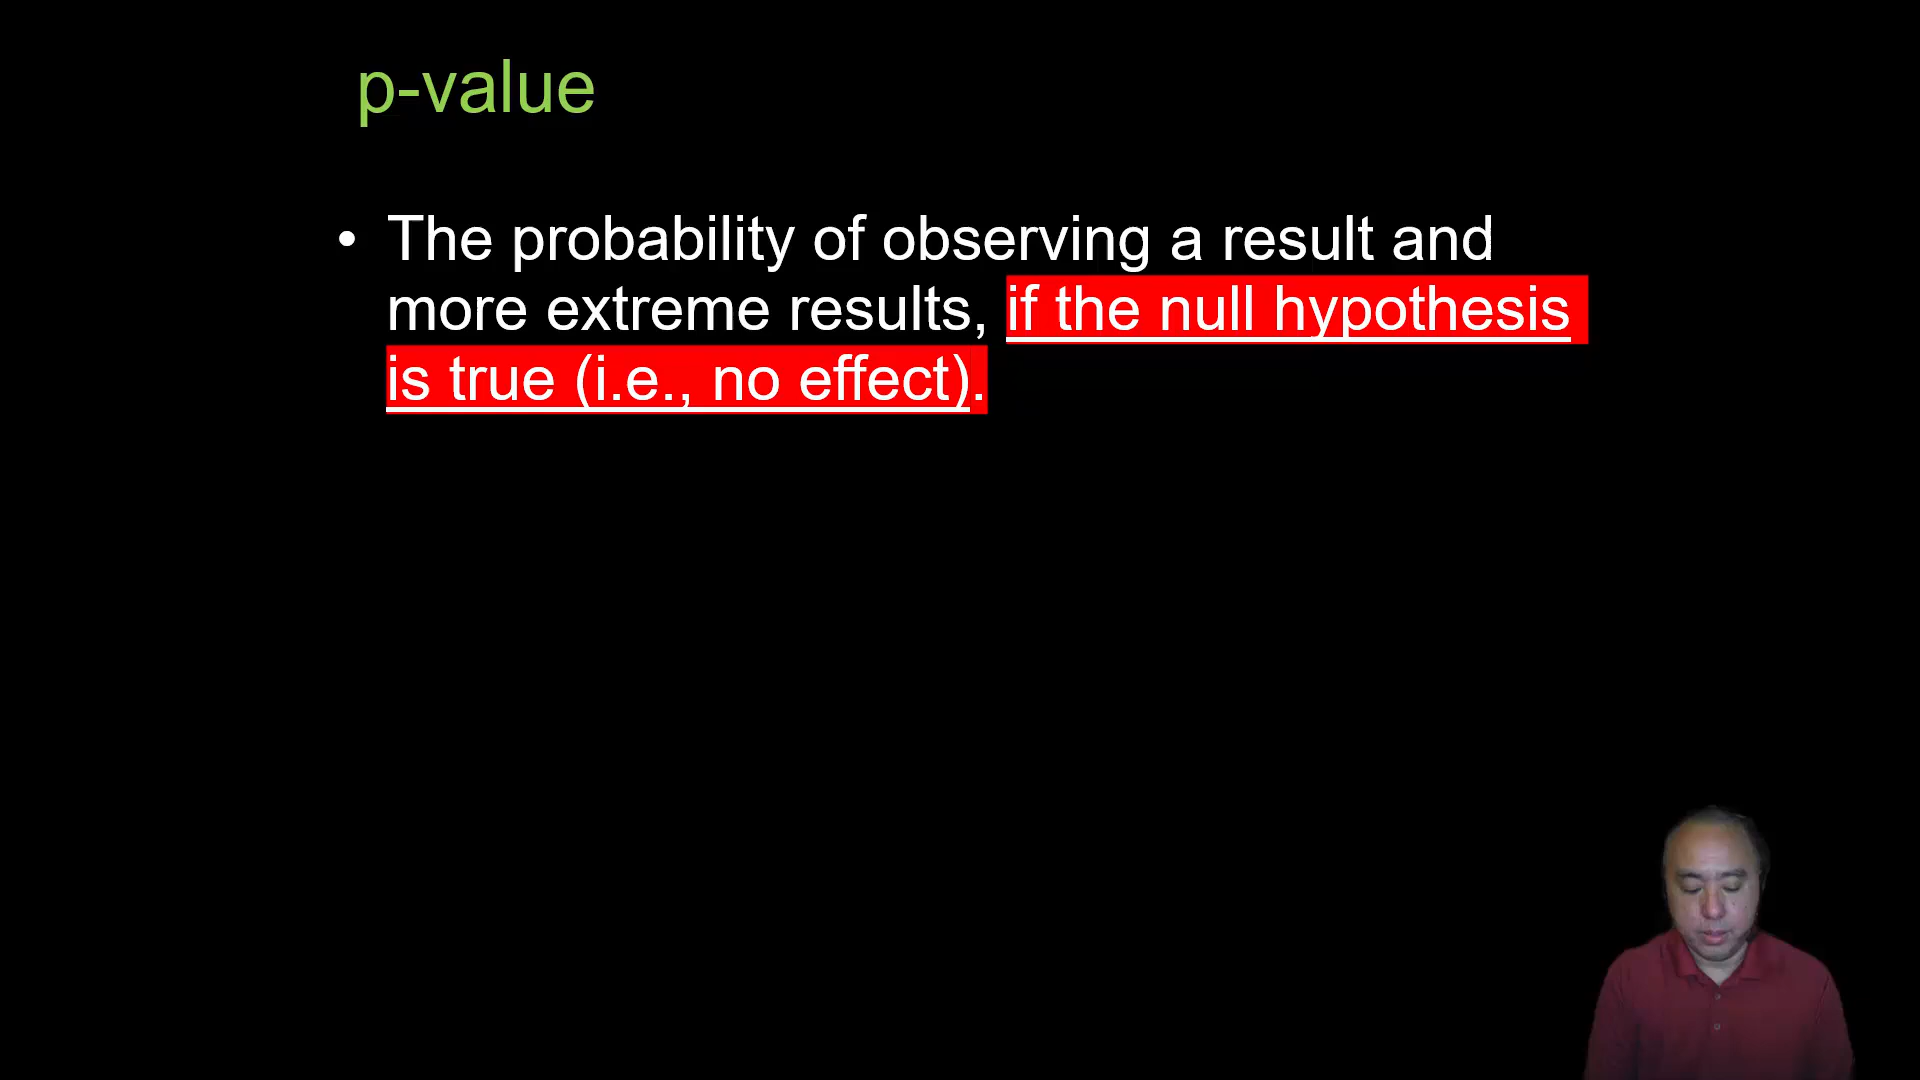 p-value
• The probability of observing a result and
more extreme results, if the null hypothesis
is true (i.e., no effect).